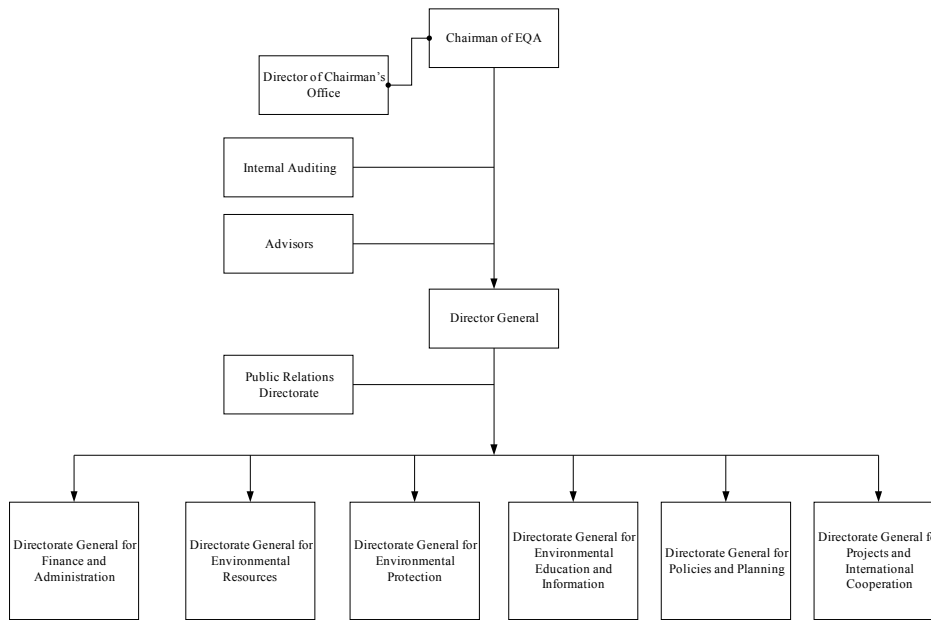 Chairman of EQA
Director of Chairman's
Office
Internal Auditing
Advisors
Director General
Public Relations
Directorate
Directorate General for
Finance and
Administration
Directorate General for
Environmental
Resources
Directorate General for
Environmental
Protection
Directorate General for
Environmental
Education and
Information
Directorate General for
Policies and Planning
Directorate General f
Projects and
International
Cooperation